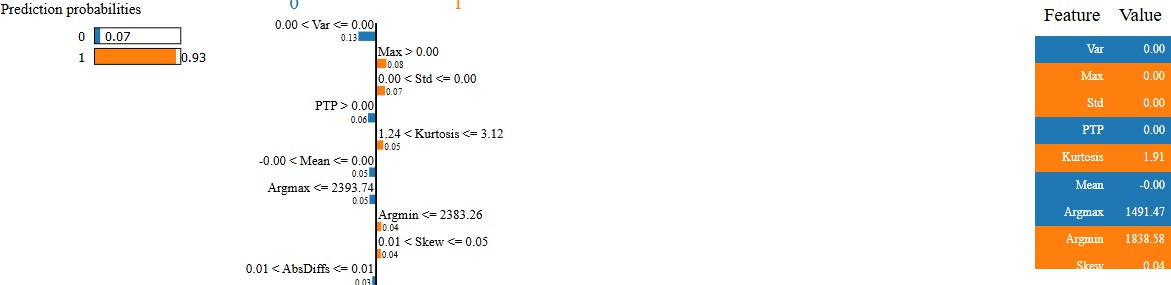 Prediction probabilities
0 0.07
1 0.93
0 1
0.00 < Var <= 0.00
0.13
Max > 0.00
0.08
0.00 < Std <= 0.00
0.07
PTP > 0.00
0.06
1.24 < Kurtosis <= 3.12
0.05
-0.00 < Mean <= 0.00
0.05
Argmax <= 2393.74
0.05
Argmin <= 2383.26
0.04
0.01 < Skew <= 0.05
0.04
0.01 < AbsDiffs <= 0.01
0.03
Feature Value
Var 0.00
Max 0.00
Std 0.00
PTP 0.00
Kurtosis 1.91
Mean -0.00
Argmax 1491.47
Argmin 1838.58
Skew 0.04